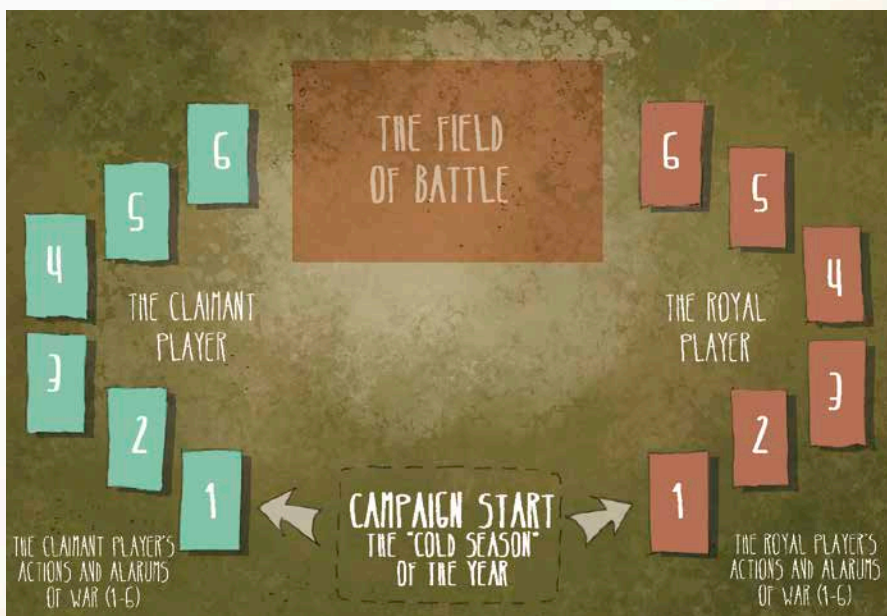 THE FIELD
OF BATTLE
6
5
4
3
2
1
THE CLAIMANT
PLAYER
6
5
4
3
2
1
THE ROYAL
PLAYER
CAMPAIGN START
THE "COLD SEASON"
OF THE YEAR
THE CLAIMANT PLAYER'S
ACTIONS AND ALARUMS
OF WAR (1-6)
THE ROYAL PLAYER'S
ACTIONS AND ALARUMS
OF WAR (1-6)